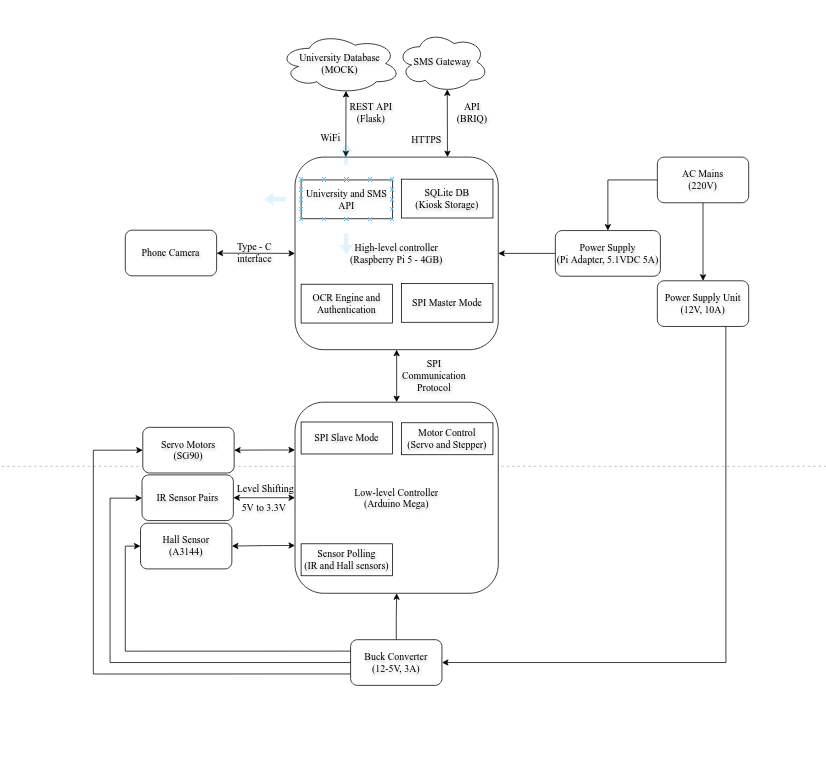 University Database
(MOCK)
SMS Gateway
REST API
(Flask)
API
(BRIQ)
WiFi
HTTPS
University and SMS
API
SQLite DB
(Kiosk Storage)
AC Mains
(220V)
Phone Camera
Type - C
interface
High-level controller
(Raspberry Pi 5 - 4GB)
Power Supply
(Pi Adapter, 5.1VDC 5A)
OCR Engine and
Authentication
SPI Master Mode
Power Supply Unit
(12V, 10A)
SPI
Communication
Protocol
Servo Motors
(SG90)
SPI Slave Mode
Motor Control
(Servo and Stepper)
IR Sensor Pairs
Level Shifting
5V to 3.3V
Low-level Controller
(Arduino Mega)
Hall Sensor
(A3144)
Sensor Polling
(IR and Hall sensors)
Buck Converter
(12-5V, 3A)